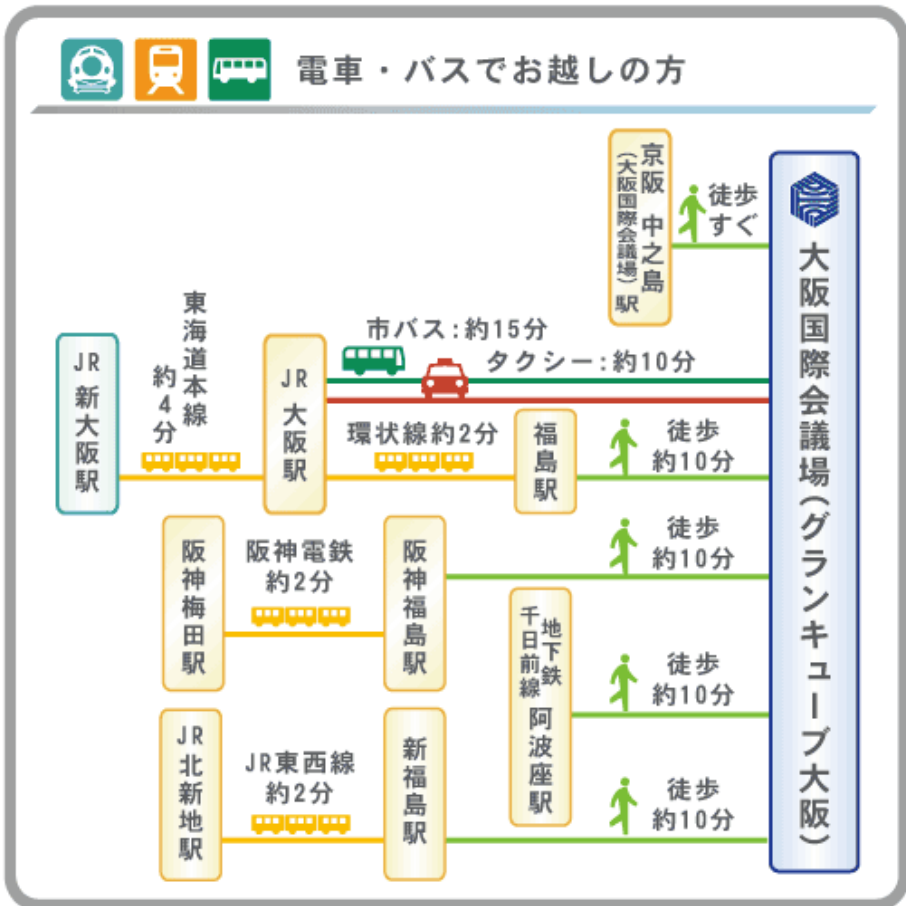 電車・バスでお越しの方
京阪 中之島
(大阪国際会議場)駅
徒歩
すぐ
大阪国際会議場(グランキューブ大阪)
JR 新大阪駅
東海道本線
約4分
JR 大阪駅
市バス:約15分
タクシー:約10分
環状線約2分
福島駅
徒歩
約10分
阪神梅田駅
阪神電鉄
約2分
阪神福島駅
徒歩
約10分
地下鉄
千日前線
阿波座駅
徒歩
約10分
JR 北新地駅
JR東西線
約2分
新福島駅
徒歩
約10分